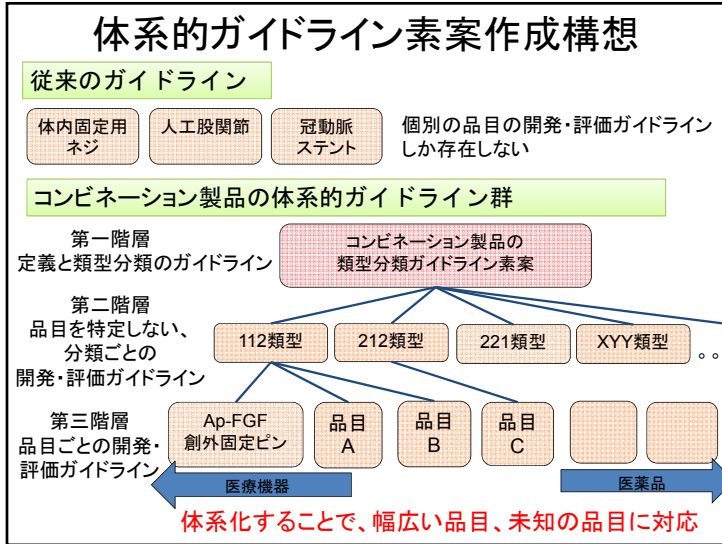 体系的ガイドライン素案作成構想
従来のガイドライン
体内固定用
ネジ
人工股関節
冠動脈
ステント
個別の品目の開発・評価ガイドライン
しか存在しない
コンビネーション製品の体系的ガイドライン群
第一階層
定義と類型分類のガイドライン
コンビネーション製品の
類型分類ガイドライン素案
第二階層
品目を特定しない、
分類ごとの
開発・評価ガイドライン
112類型
212類型
221類型
XYY類型
。。
第三階層
品目ごとの開発・
評価ガイドライン
Ap-FGF
創外固定ピン
品目
A
品目
B
品目
C
医療機器
医薬品
体系化することで、幅広い品目、未知の品目に対応